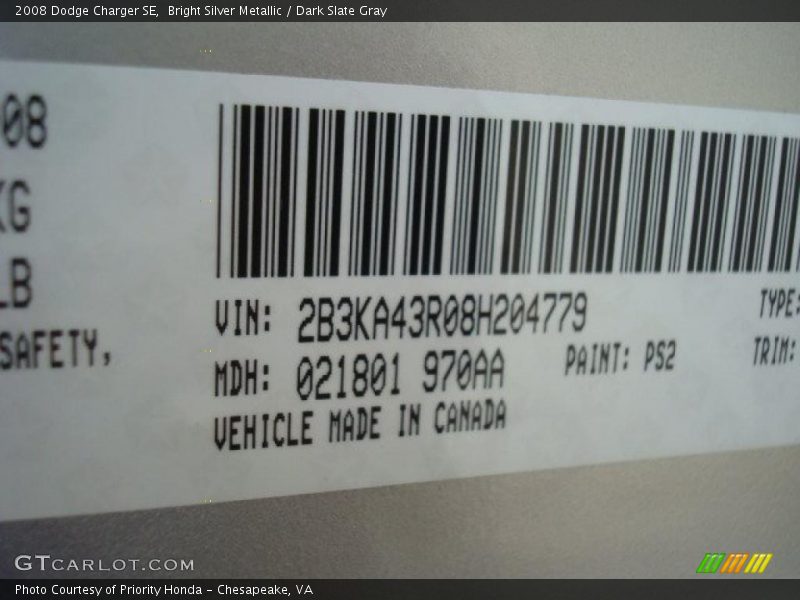 2008 Dodge Charger SE,  Bright Silver Metallic / Dark Slate Gray
08
KG
LB
SAFETY,
VIN: 2B3KA43R08H204779
TYPE:
MDH: 021801 970AA
PAINT: PS2
TRIM:
VEHICLE MADE IN CANADA
GTCARLOT.COM
Photo Courtesy of Priority Honda - Chesapeake, VA